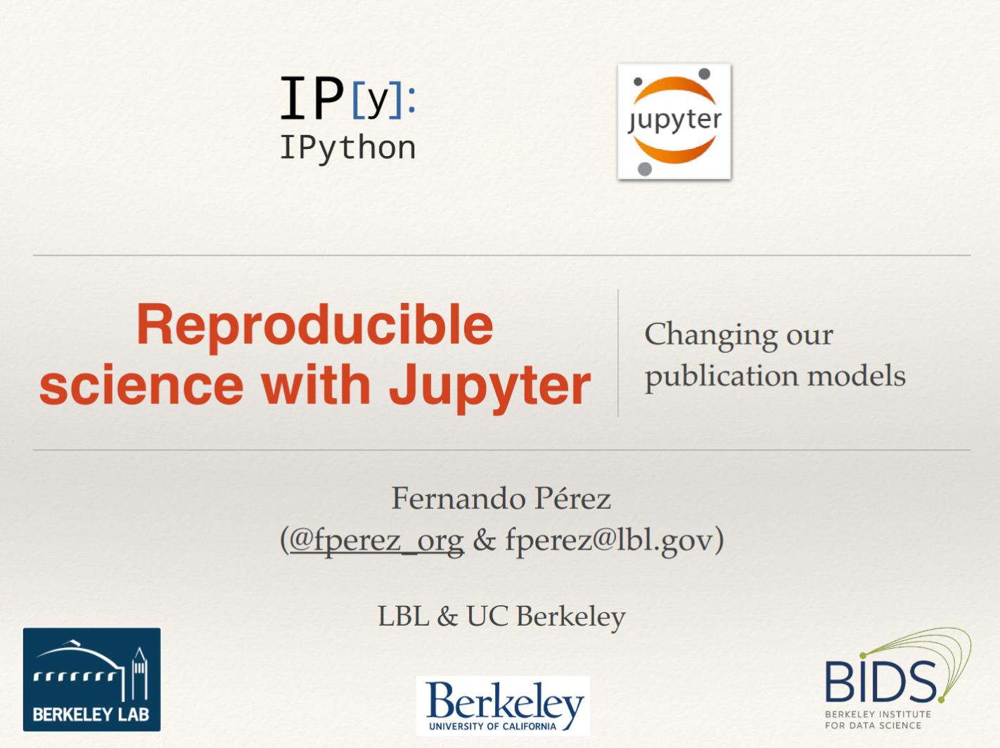 IP[y]:
IPython
jupyter
Reproducible
science with Jupyter
Changing our
publication models
Fernando Pérez
(@fperez_org & fperez@lbl.gov)
LBL & UC Berkeley
BERKELEY LAB
Berkeley
UNIVERSITY OF CALIFORNIA
BIDS
BERKELEY INSTITUTE
FOR DATA SCIENCE